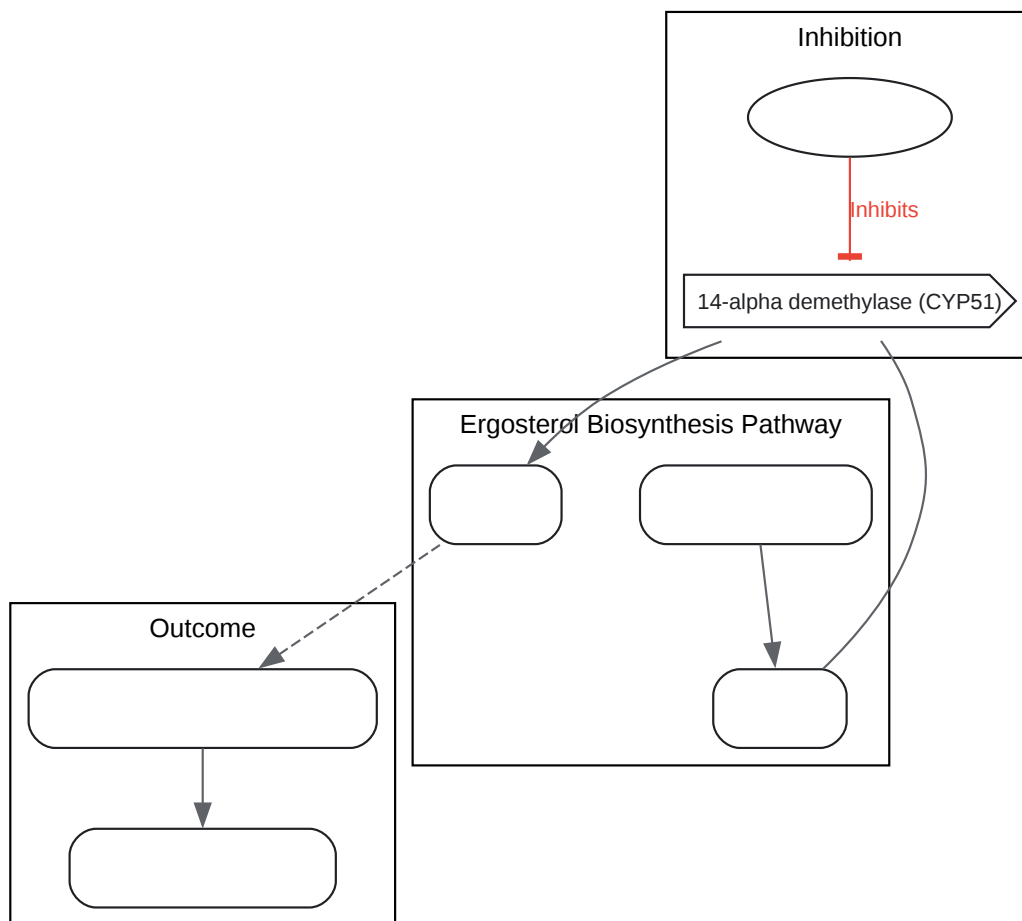 Inhibition
Inhibits
14-alpha demethylase (CYP51)
Ergosterol Biosynthesis Pathway
Outcome